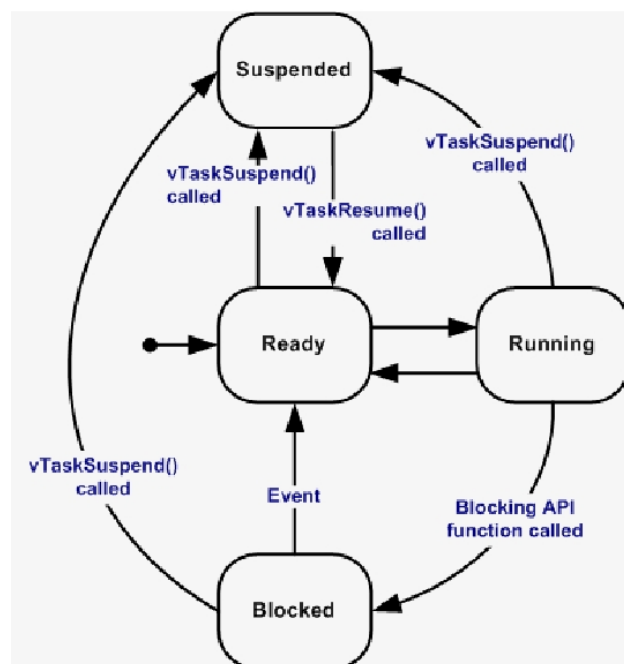 Suspended
vTaskSuspend()
called
vTaskSuspend()
called
vTaskResume()
called
Ready
Running
vTaskSuspend()
called
Event
Blocking API
function called
Blocked